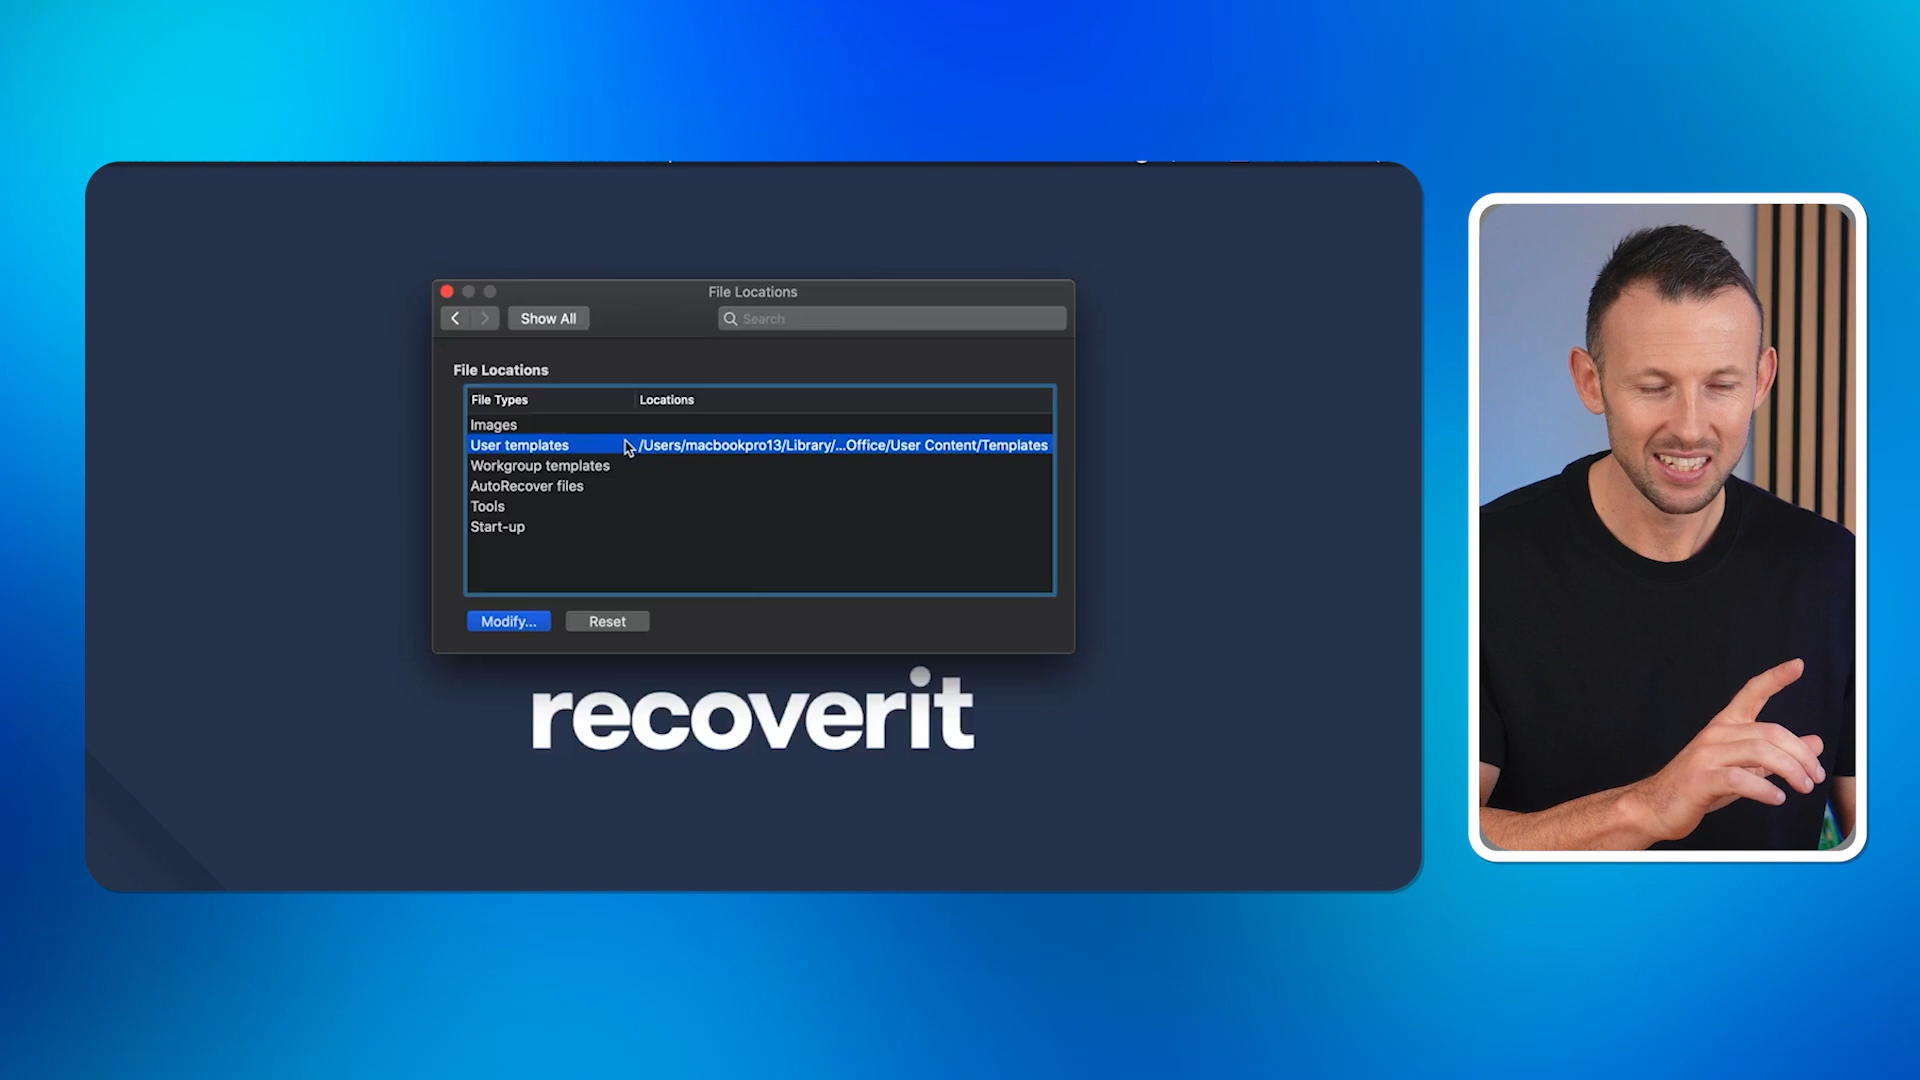 File Locations
Show All
Search
File Locations
File Types Locations
Images
User templates /Users/macbookpro13/Library/...Office/User Content/Templates
Workgroup templates
AutoRecover files
Tools
Start-up
Modify... Reset
recoverit